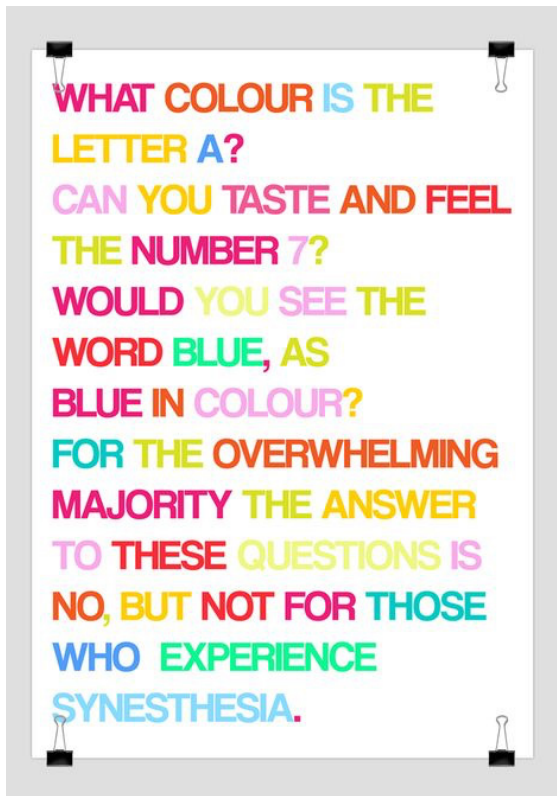 WHAT COLOUR IS THE
LETTER A?
CAN YOU TASTE AND FEEL
THE NUMBER 7?
WOULD YOU SEE THE
WORD BLUE, AS
BLUE IN COLOUR?
FOR THE OVERWHELMING
MAJORITY THE ANSWER
TO THESE QUESTIONS IS
NO, BUT NOT FOR THOSE
WHO EXPERIENCE
SYNESTHESIA.